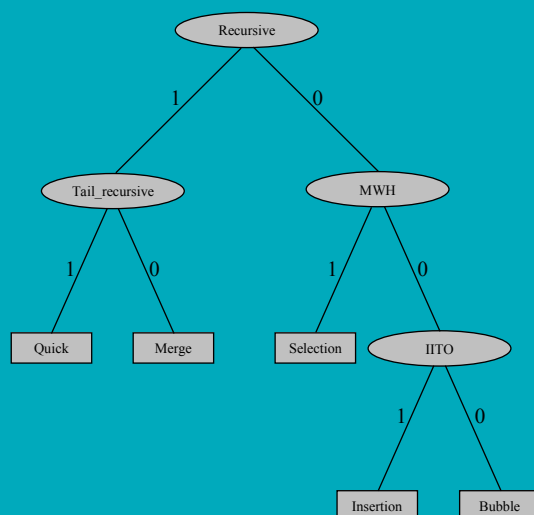 Recursive
1 0
Tail_recursive MWH
1 0 1 0
Quick Merge Selection IITO
1 0
Insertion Bubble